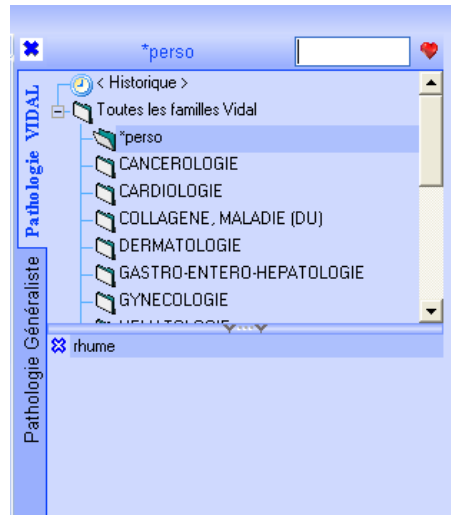 *perso
Pathologie VIDAL
Pathologie Généraliste
< Historique >
Toutes les familles Vidal
*perso
CANCEROLOGIE
CARDIOLOGIE
COLLAGENE, MALADIE (DU)
DERMATOLOGIE
GASTRO-ENTERO-HEPATOLOGIE
GYNECOLOGIE
rhume